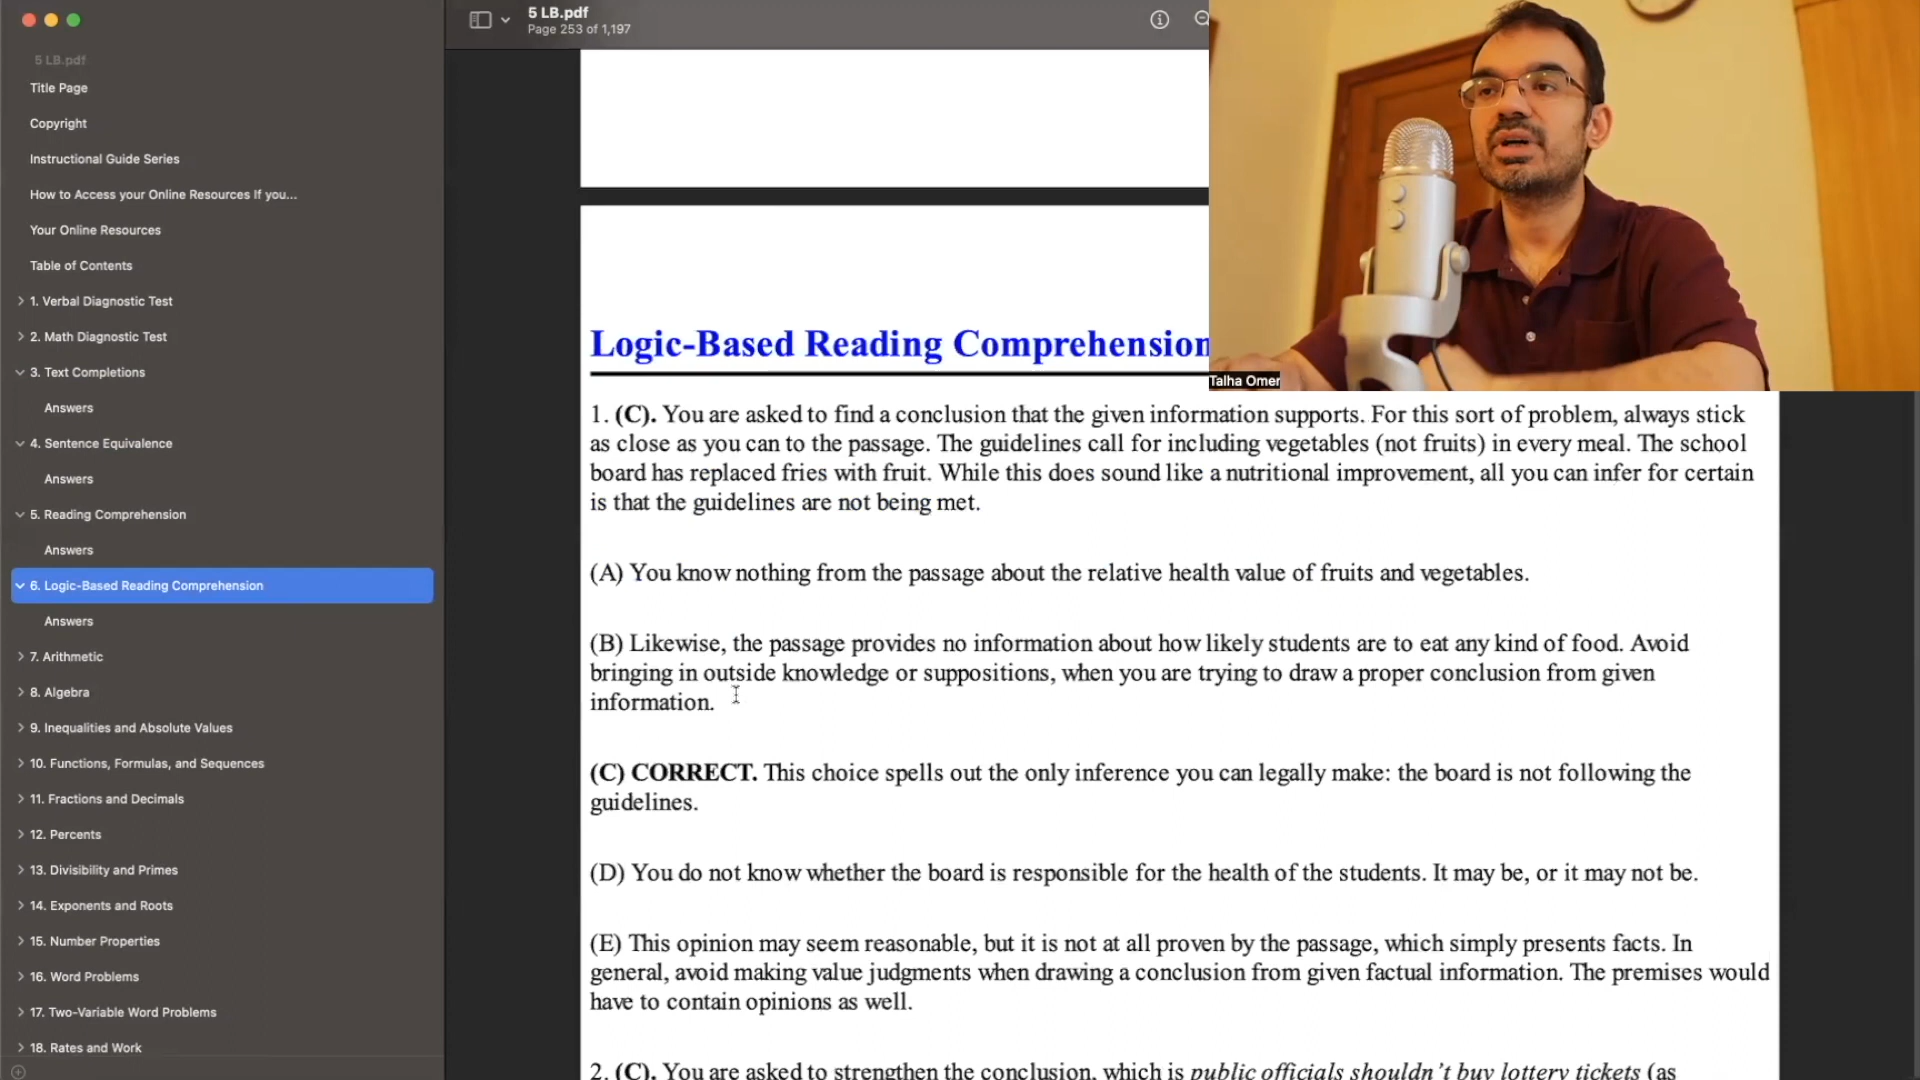 5 LB.pdf
Title Page
Copyright
Instructional Guide Series
How to Access your Online Resources If you...
Your Online Resources
Table of Contents
1. Verbal Diagnostic Test
2. Math Diagnostic Test
3. Text Completions
Answers
4. Sentence Equivalence
Answers
5. Reading Comprehension
Answers
6. Logic-Based Reading Comprehension
Answers
7. Arithmetic
8. Algebra
9. Inequalities and Absolute Values
10. Functions, Formulas, and Sequences
11. Fractions and Decimals
12. Percents
13. Divisibility and Primes
14. Exponents and Roots
15. Number Properties
16. Word Problems
17. Two-Variable Word Problems
18. Rates and Work
5 LB.pdf
Page 253 of 1,197
Talha Omer
Logic-Based Reading Comprehension
1. (C). You are asked to find a conclusion that the given information supports. For this sort of problem, always stick
as close as you can to the passage. The guidelines call for including vegetables (not fruits) in every meal. The school
board has replaced fries with fruit. While this does sound like a nutritional improvement, all you can infer for certain
is that the guidelines are not being met.
(A) You know nothing from the passage about the relative health value of fruits and vegetables.
(B) Likewise, the passage provides no information about how likely students are to eat any kind of food. Avoid
bringing in outside knowledge or suppositions, when you are trying to draw a proper conclusion from given
information.
(C) CORRECT. This choice spells out the only inference you can legally make: the board is not following the
guidelines.
(D) You do not know whether the board is responsible for the health of the students. It may be, or it may not be.
(E) This opinion may seem reasonable, but it is not at all proven by the passage, which simply presents facts. In
general, avoid making value judgments when drawing a conclusion from given factual information. The premises would
have to contain opinions as well.
2. (C). You are asked to strengthen the conclusion, which is public officials shouldn't buy lottery tickets (as